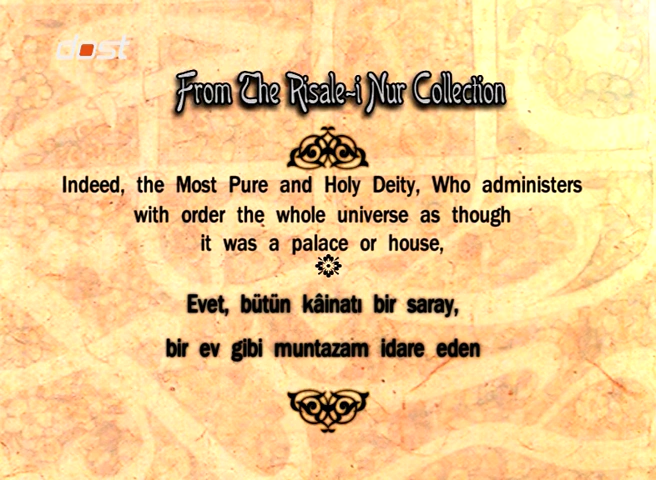 dost
From The Risale-i Nur Collection
Indeed, the Most Pure and Holy Deity, Who administers
with order the whole universe as though
it was a palace or house,
Evet, bütün kâinatı bir saray,
bir ev gibi muntazam idare eden